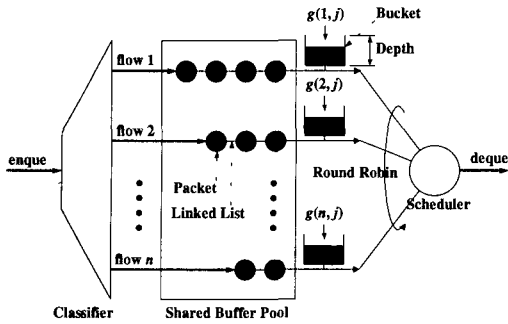 g(1, j)
Bucket
Depth
flow 1
g(2, j)
flow 2
enque
deque
Packet
Round Robin
Linked List
Scheduler
g(n, j)
flow n
Classifier
Shared Buffer Pool